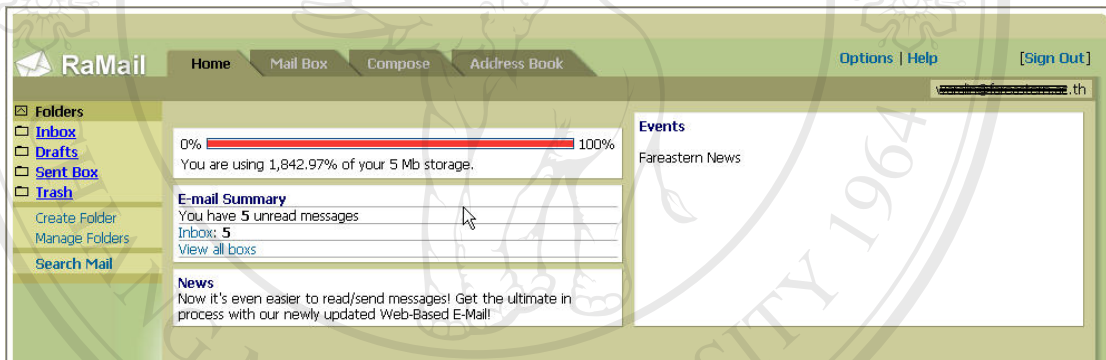 RaMail
Home Mail Box Compose Address Book
Options | Help [Sign Out]
.th
Folders
Inbox
Drafts
Sent Box
Trash
Create Folder
Manage Folders
Search Mail
0% 100%
You are using 1,842.97% of your 5 Mb storage.
E-mail Summary
You have 5 unread messages
Inbox: 5
View all boxs
News
Now it's even easier to read/send messages! Get the ultimate in
process with our newly updated Web-Based E-Mail!
Events
Fareastern News
SITY 1964